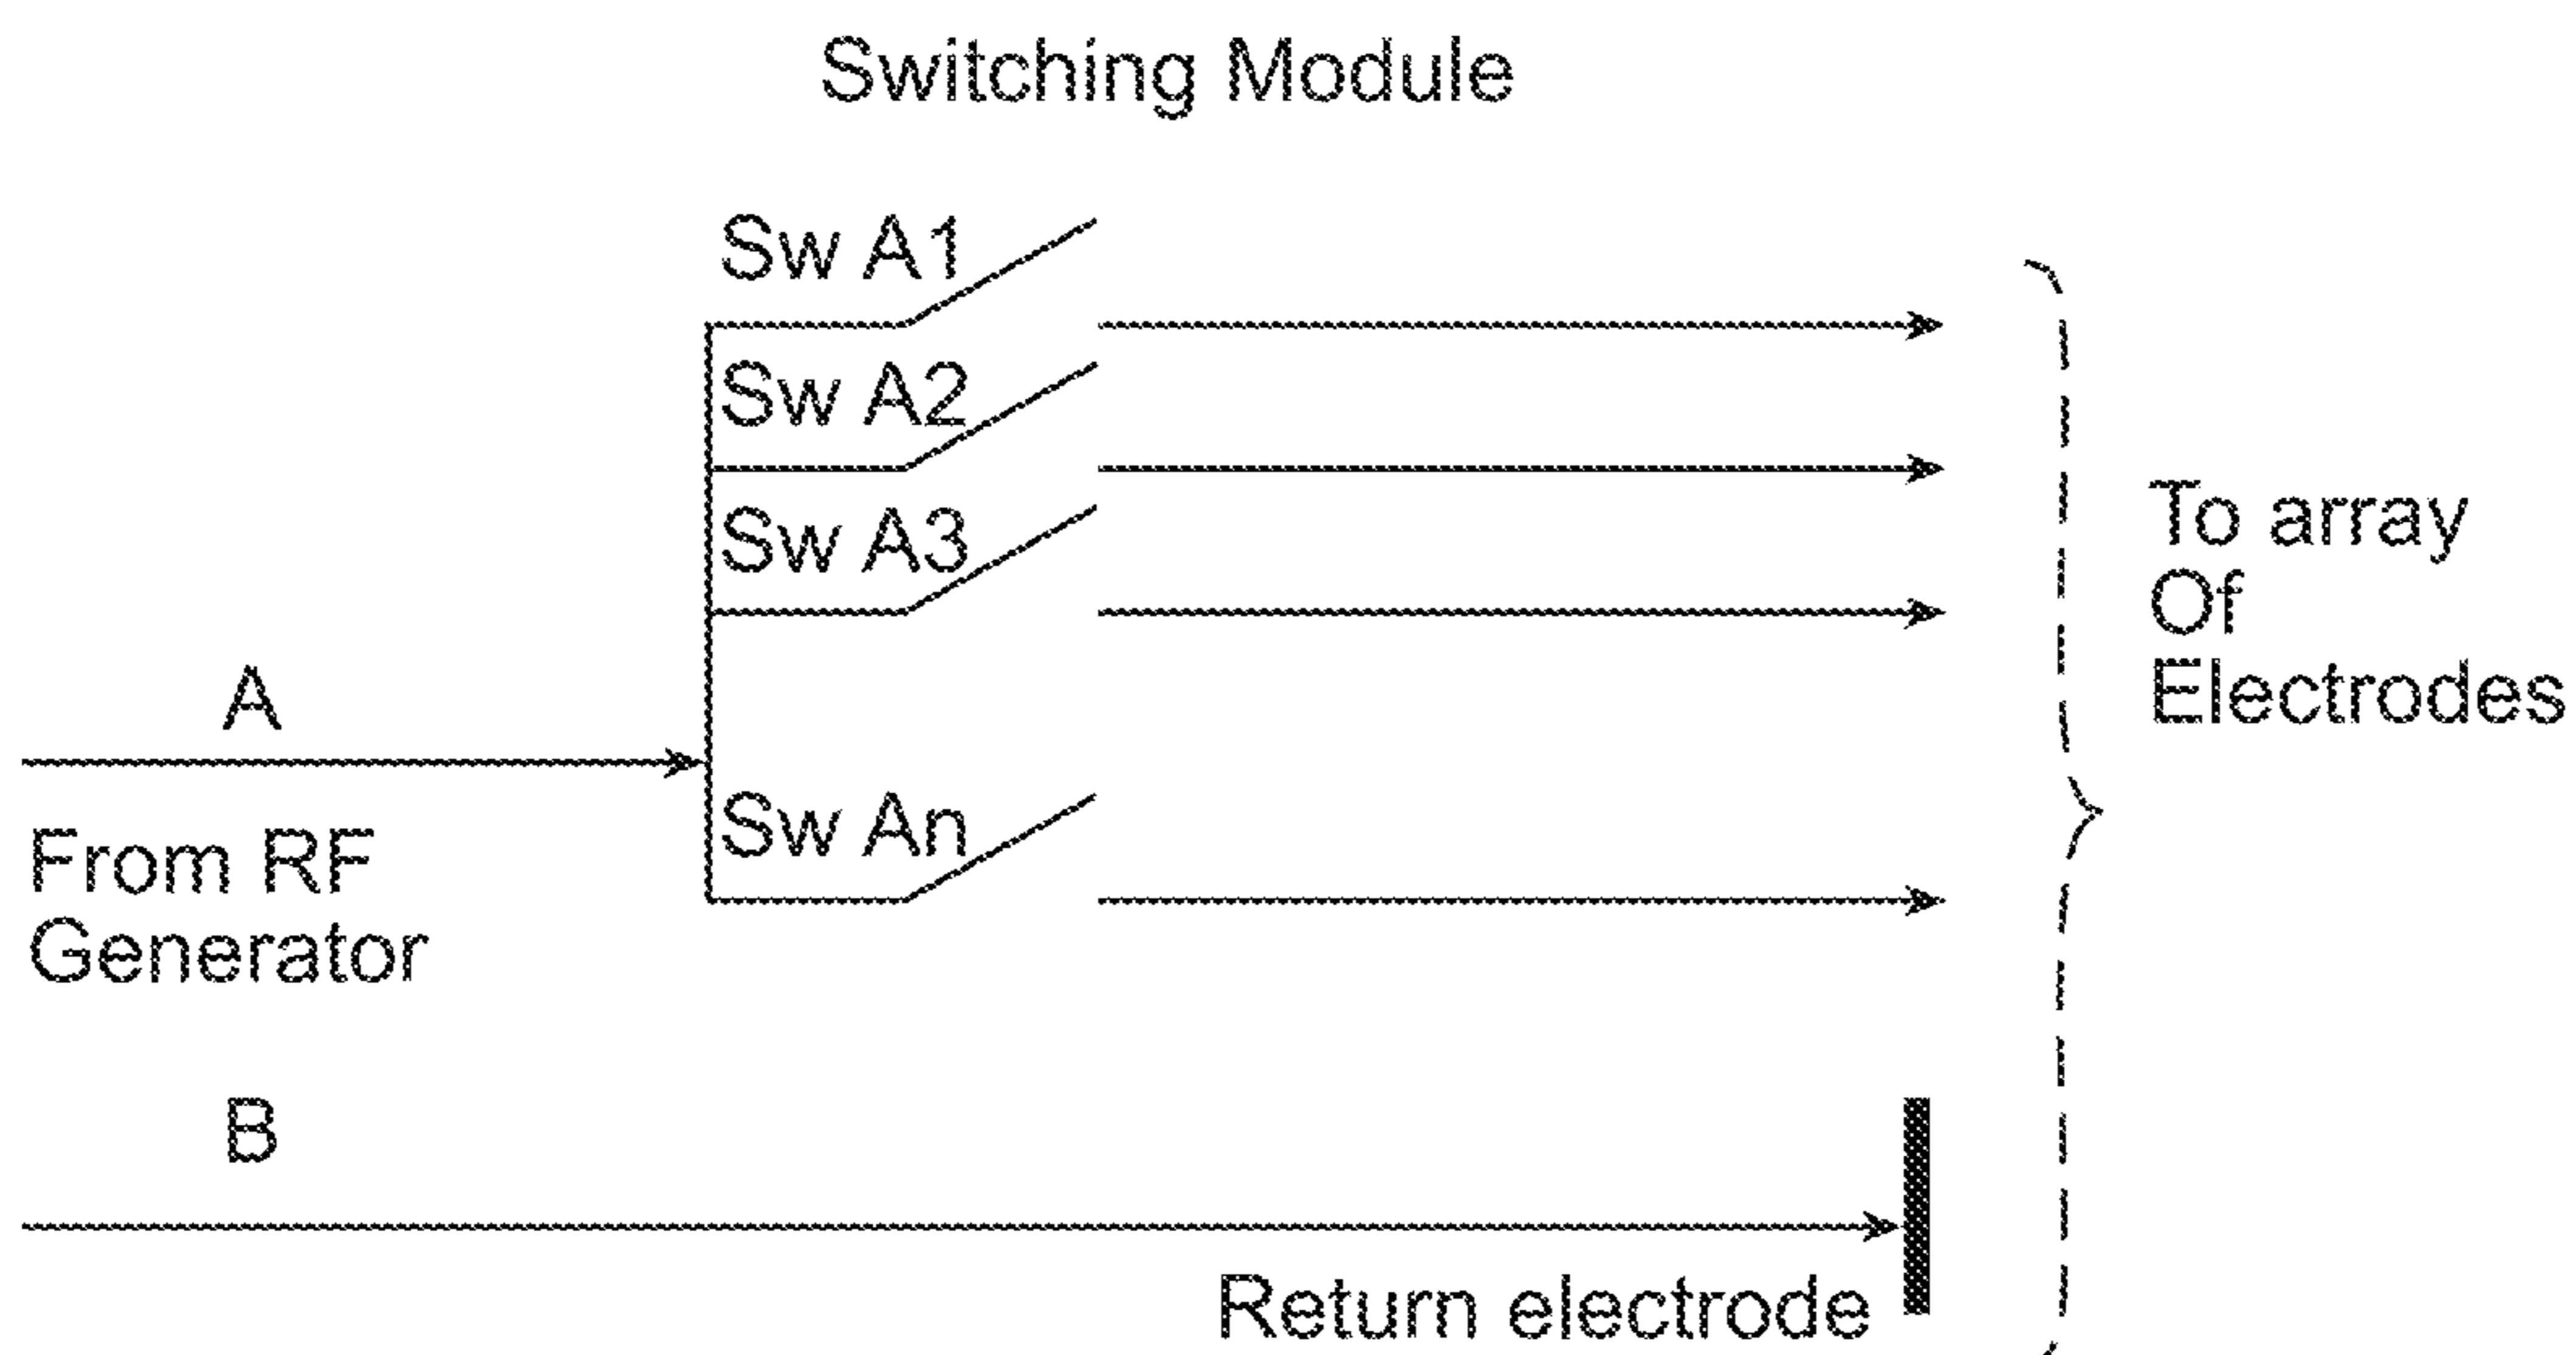 Switching Module
Sw A1
Sw A2
Sw A3
A
Sw An
From RF
Generator
To array
Of
Electrodes
B
Return electrode